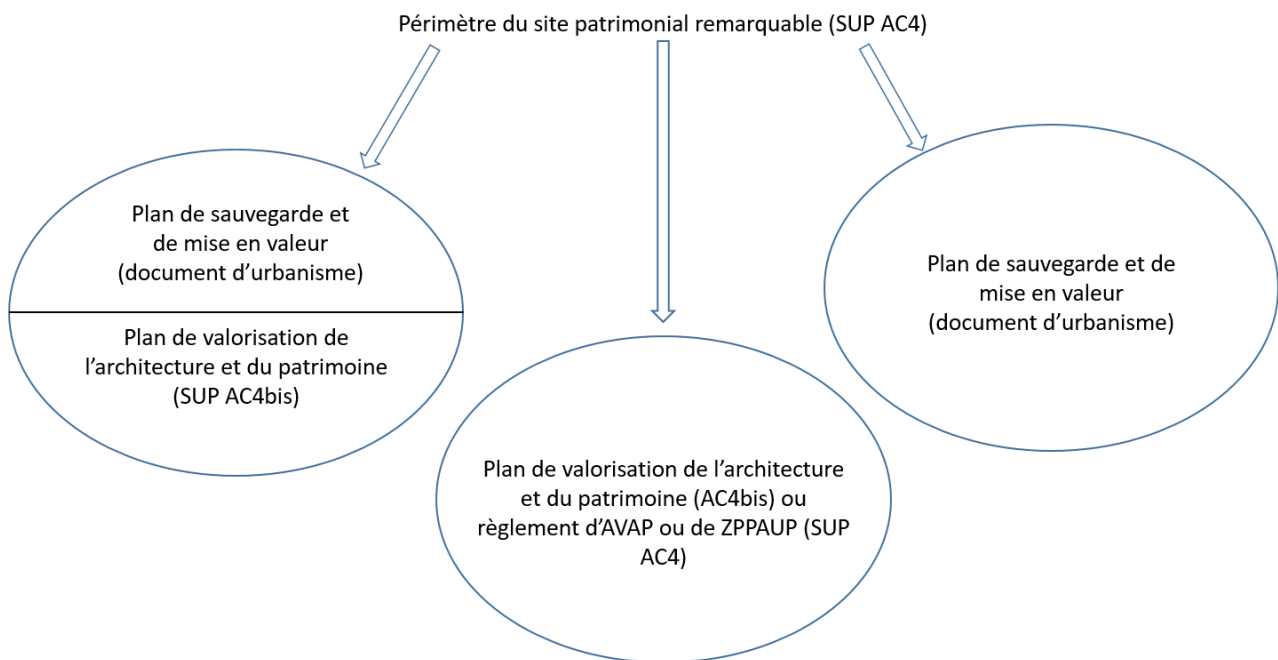 Périmètre du site patrimonial remarquable (SUP AC4)
Plan de sauvegarde et
de mise en valeur
(document d’urbanisme)
Plan de valorisation de
l’architecture et du patrimoine
(SUP AC4bis)
Plan de valorisation de l’architecture
et du patrimoine (AC4bis) ou
règlement d’AVAP ou de ZPPAUP (SUP
AC4)
Plan de sauvegarde et de
mise en valeur
(document d’urbanisme)